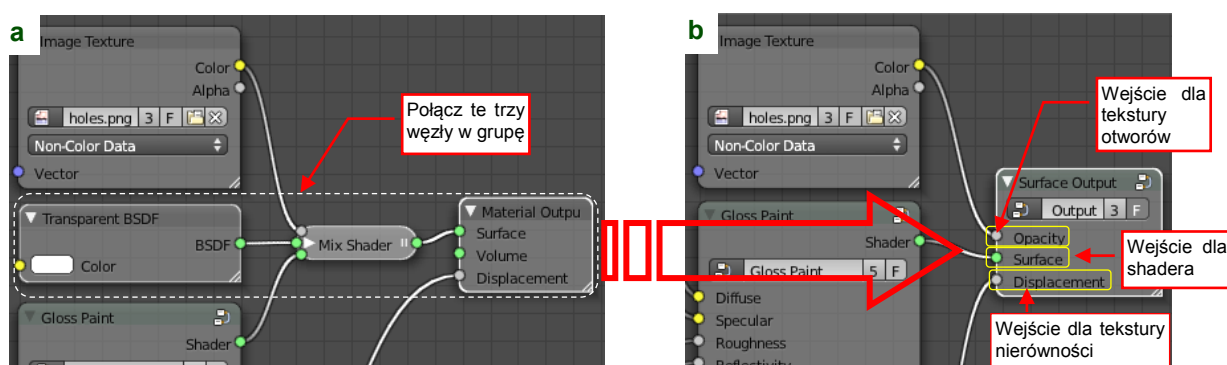 a
Image Texture
Color
Alpha
holes.png 3 F
Non-Color Data
Vector
Połącz te trzy
węzły w grupę
Transparent BSDF
BSDF
Color
Mix Shader
Material Outpu
Surface
Volume
Displacement
Gloss Paint
Shader
b
Image Texture
Color
Alpha
holes.png 3 F
Non-Color Data
Vector
Wejście dla
tekstury
otworów
Gloss Paint
Shader
Gloss Paint 5 F
Diffuse
Specular
Roughness
Reflectivity
Surface Output
Output 3 F
Opacity
Surface
Displacement
Wejście dla
shadera
Wejście dla tekstury
nierówności